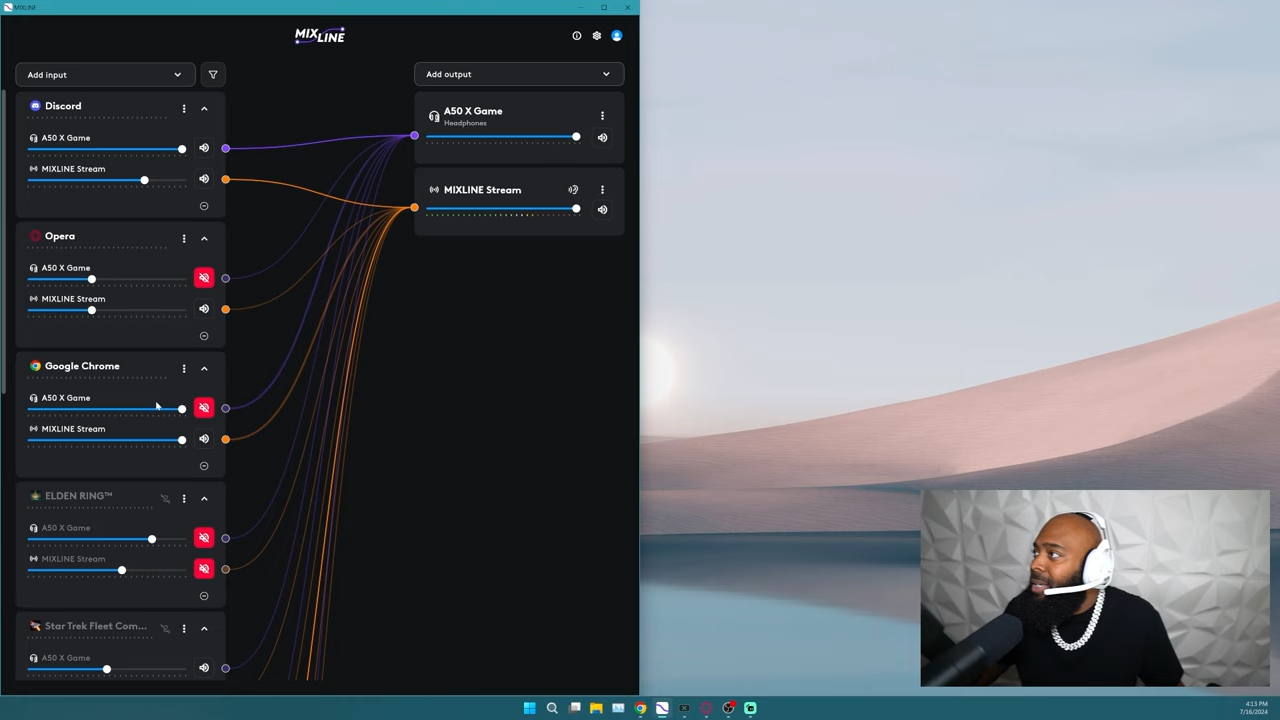 MIXLINE
MIXLINE
Add input
Add output
Discord
A50 X Game
MIXLINE Stream
A50 X Game
Headphones
MIXLINE Stream
Opera
A50 X Game
MIXLINE Stream
Google Chrome
A50 X Game
MIXLINE Stream
ELDEN RING™
A50 X Game
MIXLINE Stream
Star Trek Fleet Com...
A50 X Game
4:13 PM
7/16/2024